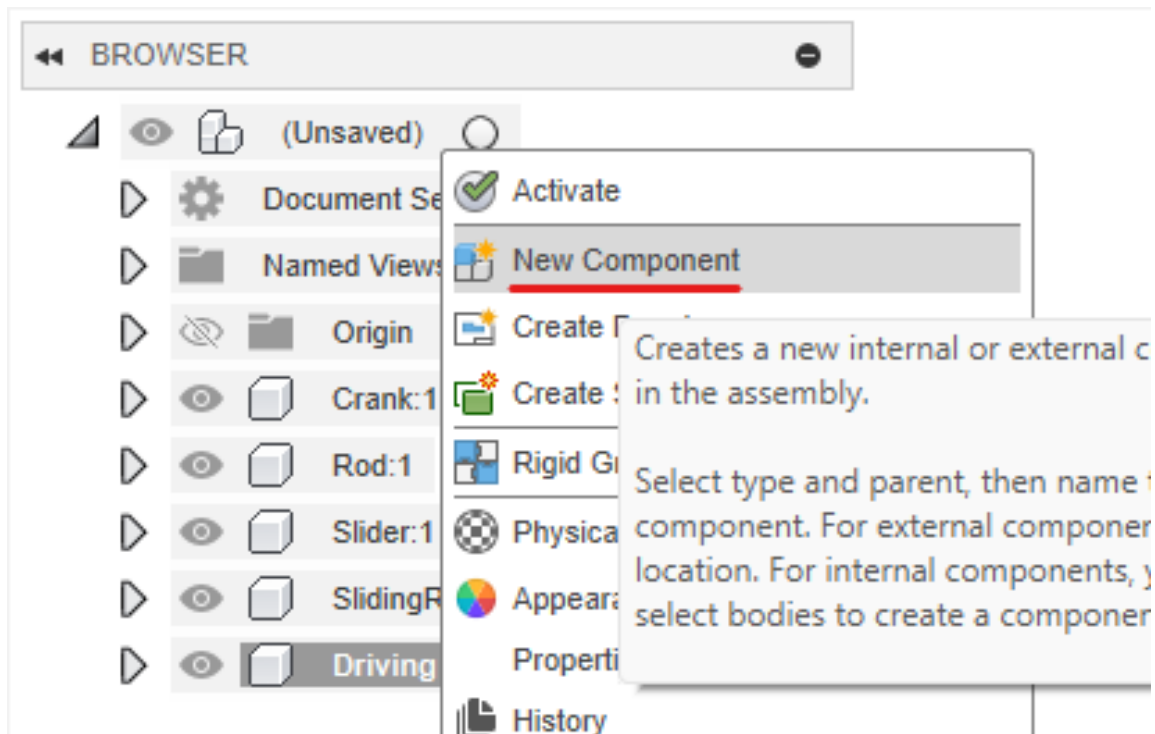 BROWSER
(Unsaved)
Activate
Document Se
New Component
Named Views
Create
Creates a new internal or external c
in the assembly.
Origin
Create
Crank:1
Rigid
Rod:1
Select type and parent, then name
component. For external componen
location. For internal components,
select bodies to create a componen
Slider:1
Physica
SlidingR
Appeara
Driving
Properti
History